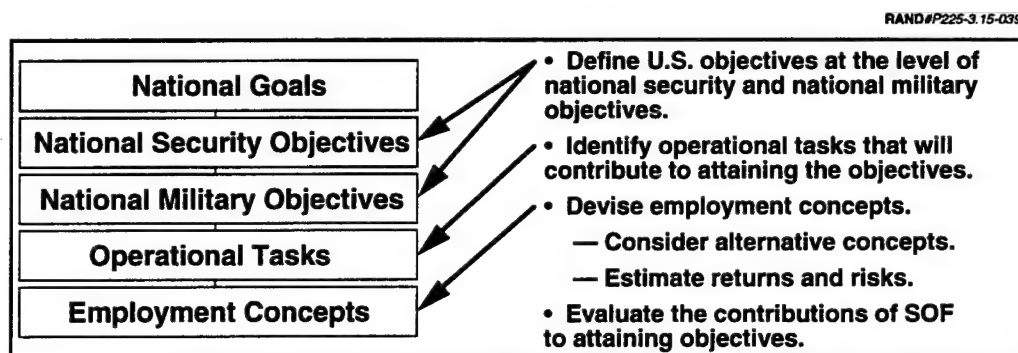 RAND#P225-3.15-039
National Goals
National Security Objectives
National Military Objectives
Operational Tasks
Employment Concepts
• Define U.S. objectives at the level of
national security and national military
objectives.
• Identify operational tasks that will
contribute to attaining the objectives.
• Devise employment concepts.
— Consider alternative concepts.
— Estimate returns and risks.
• Evaluate the contributions of SOF
to attaining objectives.